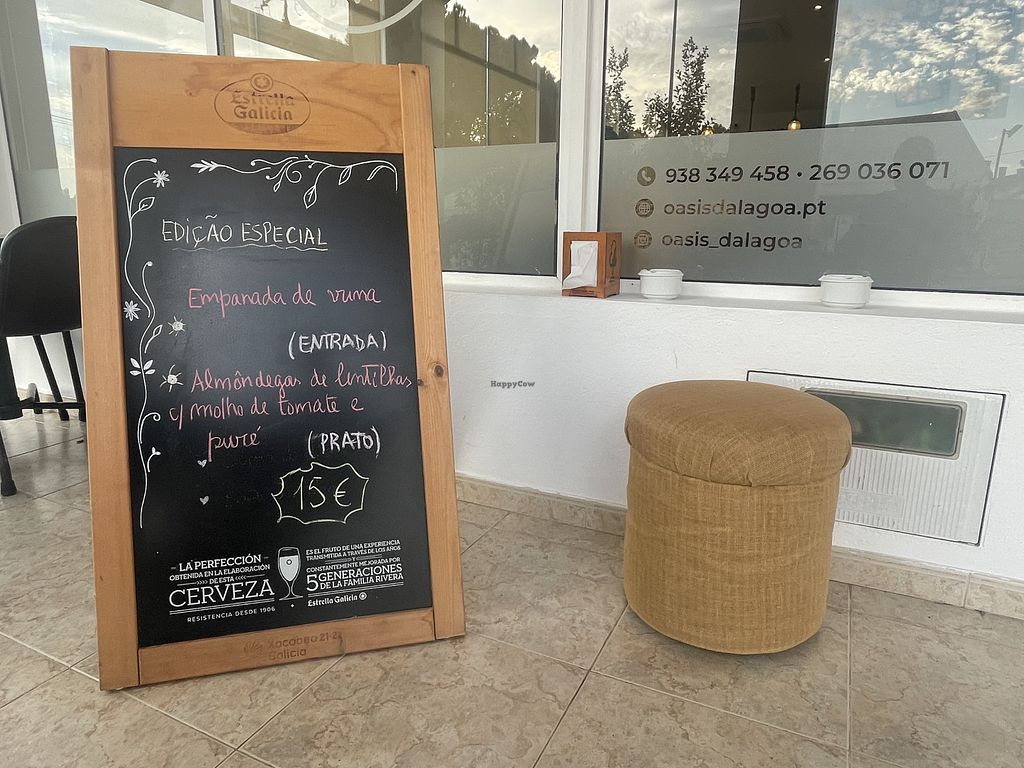 Estrella
Galicia
EDIÇÃO ESPECIAL
Empanada de vuna
(ENTRADA)
Almôndegas de lentilhas
c/ molho de tomate e
puré
(PRATO)
15€
LA PERFECCIÓN
OBTENIDA EN LA ELABORACIÓN
DE ESTA
CERVEZA
RESISTENCIA DESDE 1906
ES EL FRUTO DE UNA EXPERIENCIA
TRANSMITIDA A TRAVÉS DE LOS AÑOS
Y
CONSTANTEMENTE MEJORADA POR
5 GENERACIONES
DE LA FAMILIA RIVERA
Estrella Galicia
Xacobeo 21·22
Galicia
938 349 458 • 269 036 071
oasisdalagoa.pt
oasis_dalagoa
HappyCow